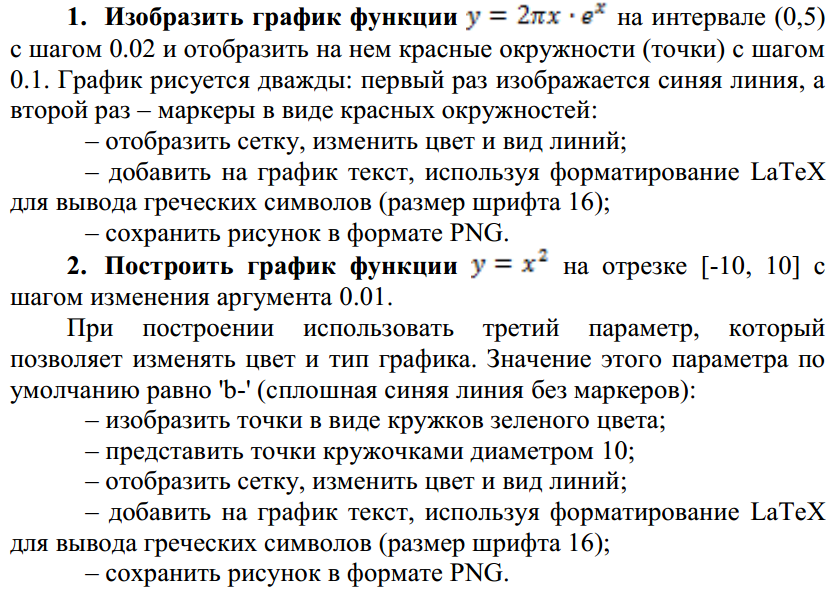 1. Изобразить график функции y = 2πx · eˣ на интервале (0,5)
с шагом 0.02 и отобразить на нем красные окружности (точки) с шагом
0.1. График рисуется дважды: первый раз изображается синяя линия, а
второй раз – маркеры в виде красных окружностей:
– отобразить сетку, изменить цвет и вид линий;
– добавить на график текст, используя форматирование LaTeX
для вывода греческих символов (размер шрифта 16);
– сохранить рисунок в формате PNG.
2. Построить график функции y = x² на отрезке [-10, 10] с
шагом изменения аргумента 0.01.
При построении использовать третий параметр, который
позволяет изменять цвет и тип графика. Значение этого параметра по
умолчанию равно 'b-' (сплошная синяя линия без маркеров):
– изобразить точки в виде кружков зеленого цвета;
– представить точки кружочками диаметром 10;
– отобразить сетку, изменить цвет и вид линий;
– добавить на график текст, используя форматирование LaTeX
для вывода греческих символов (размер шрифта 16);
– сохранить рисунок в формате PNG.